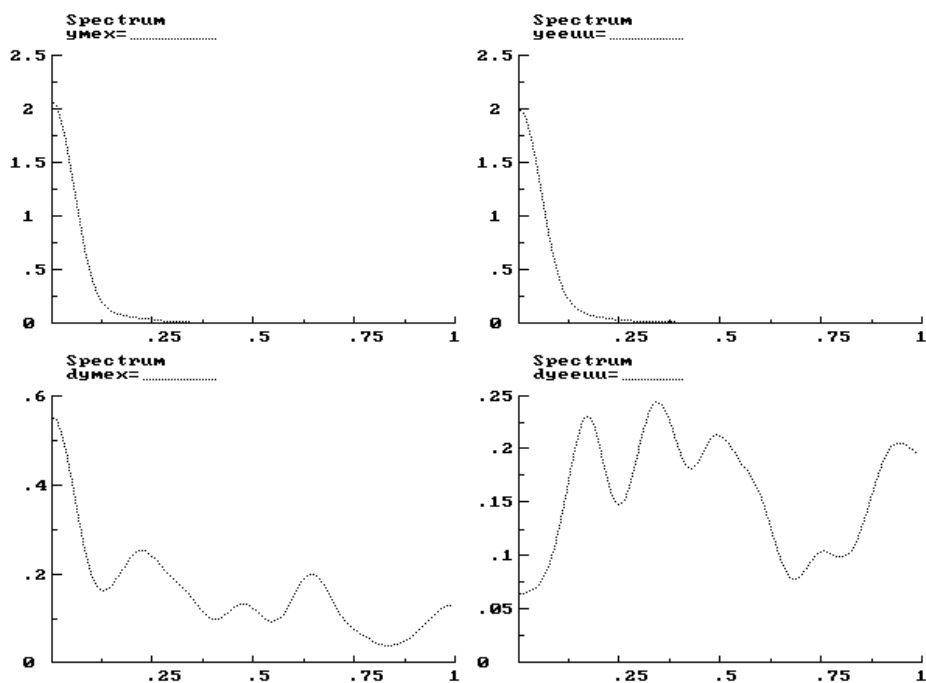 Spectrum
ymex=
2.5
2
1.5
1
.5
0
.25 .5 .75 1
Spectrum
yeeuu=
2.5
2
1.5
1
.5
0
.25 .5 .75 1
Spectrum
dymex=
.6
.4
.2
0
.25 .5 .75 1
Spectrum
dyeeuu=
.25
.2
.15
.1
.05
0
.25 .5 .75 1